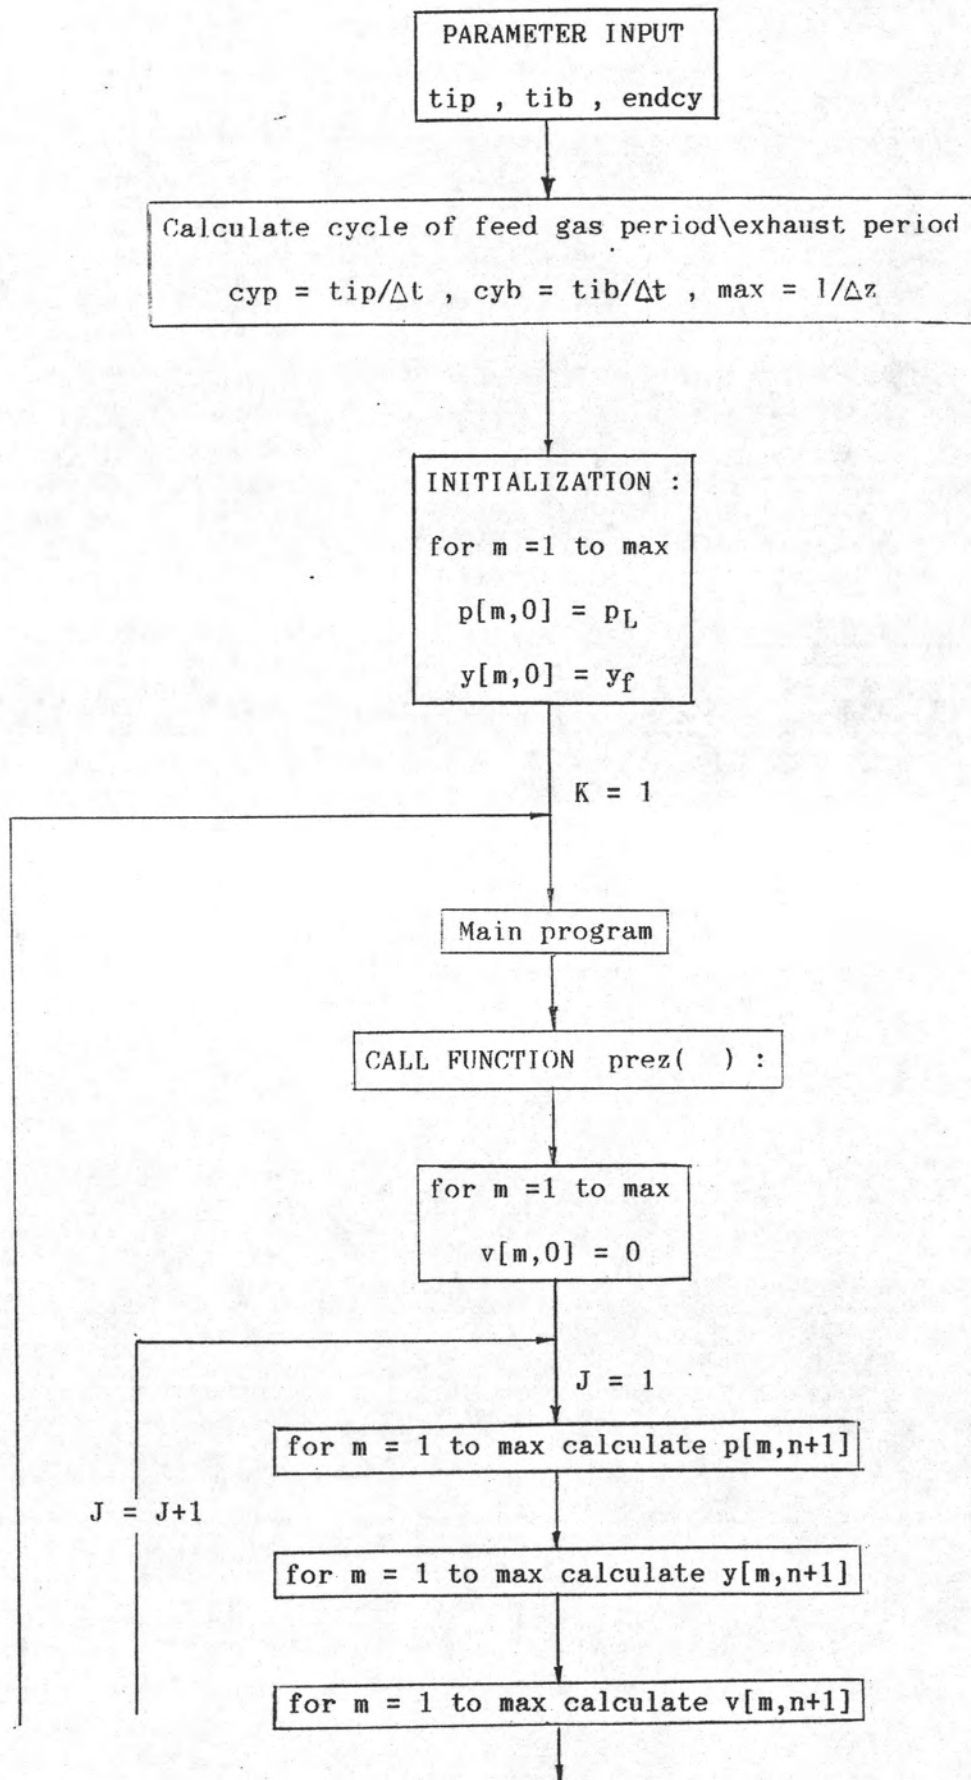 PARAMETER INPUT
tip , tib , endcy
Calculate cycle of feed gas period\exhaust period
cyp = tip/Δt , cyb = tib/Δt , max = 1/Δz
INITIALIZATION :
for m =1 to max
p[m,0] = pL
y[m,0] = yf
K = 1
Main program
CALL FUNCTION prez( ) :
for m =1 to max
v[m,0] = 0
J = 1
for m = 1 to max calculate p[m,n+1]
J = J+1
for m = 1 to max calculate y[m,n+1]
for m = 1 to max calculate v[m,n+1]